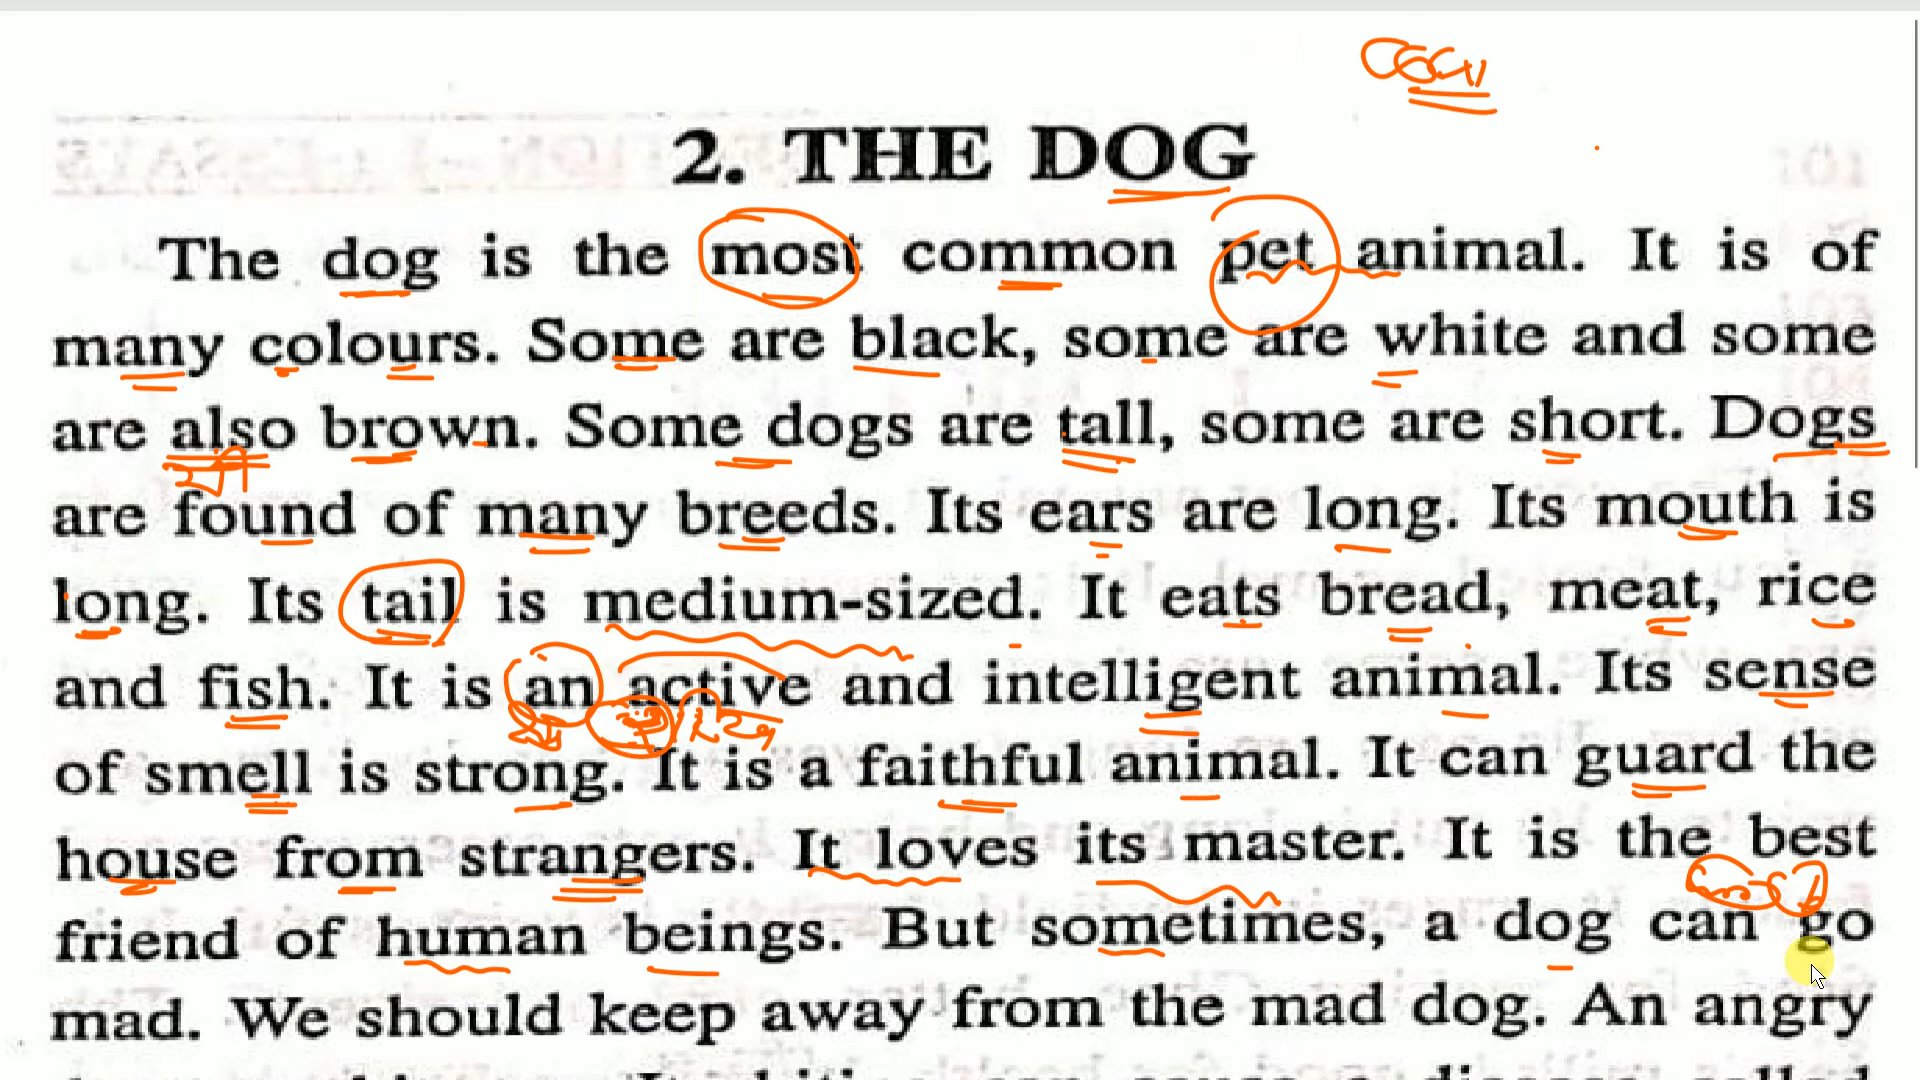 2. THE DOG
The dog is the most common pet animal. It is of
many colours. Some are black, some are white and some
are also brown. Some dogs are tall, some are short. Dogs
are found of many breeds. Its ears are long. Its mouth is
long. Its tail is medium-sized. It eats bread, meat, rice
and fish. It is an active and intelligent animal. Its sense
of smell is strong. It is a faithful animal. It can guard the
house from strangers. It loves its master. It is the best
friend of human beings. But sometimes, a dog can go
mad. We should keep away from the mad dog. An angry